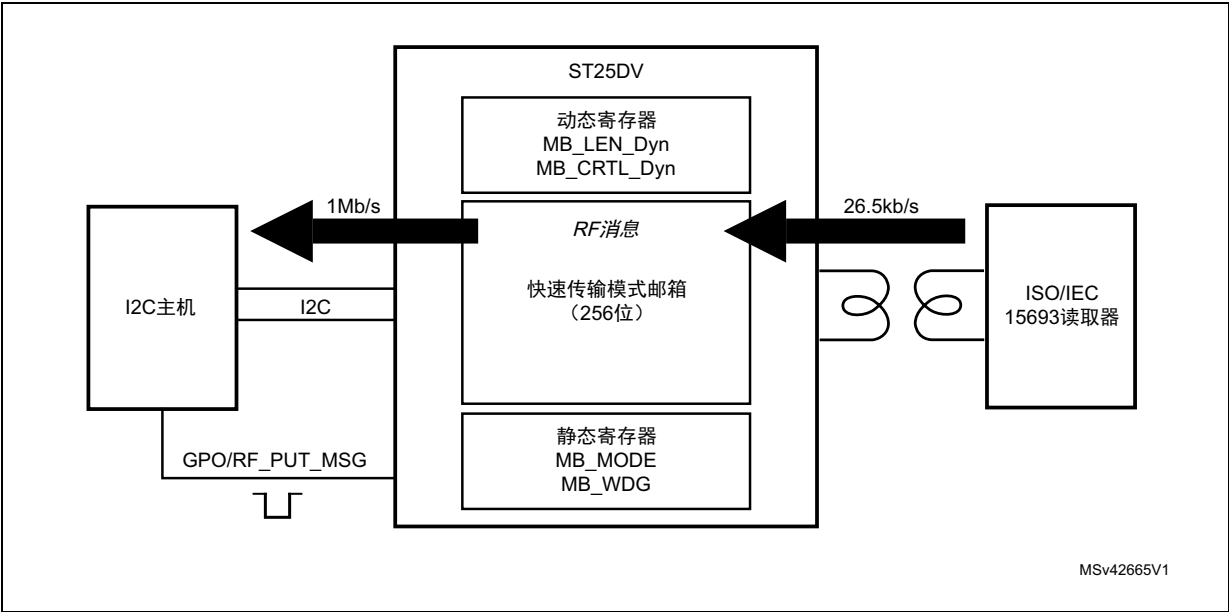 ST25DV
动态寄存器
MB_LEN_Dyn
MB_CRTL_Dyn
1Mb/s
RF消息
26.5kb/s
快速传输模式邮箱
（256位）
I2C主机
I2C
ISO/IEC
15693读取器
静态寄存器
MB_MODE
MB_WDG
GPO/RF_PUT_MSG
MSv42665V1